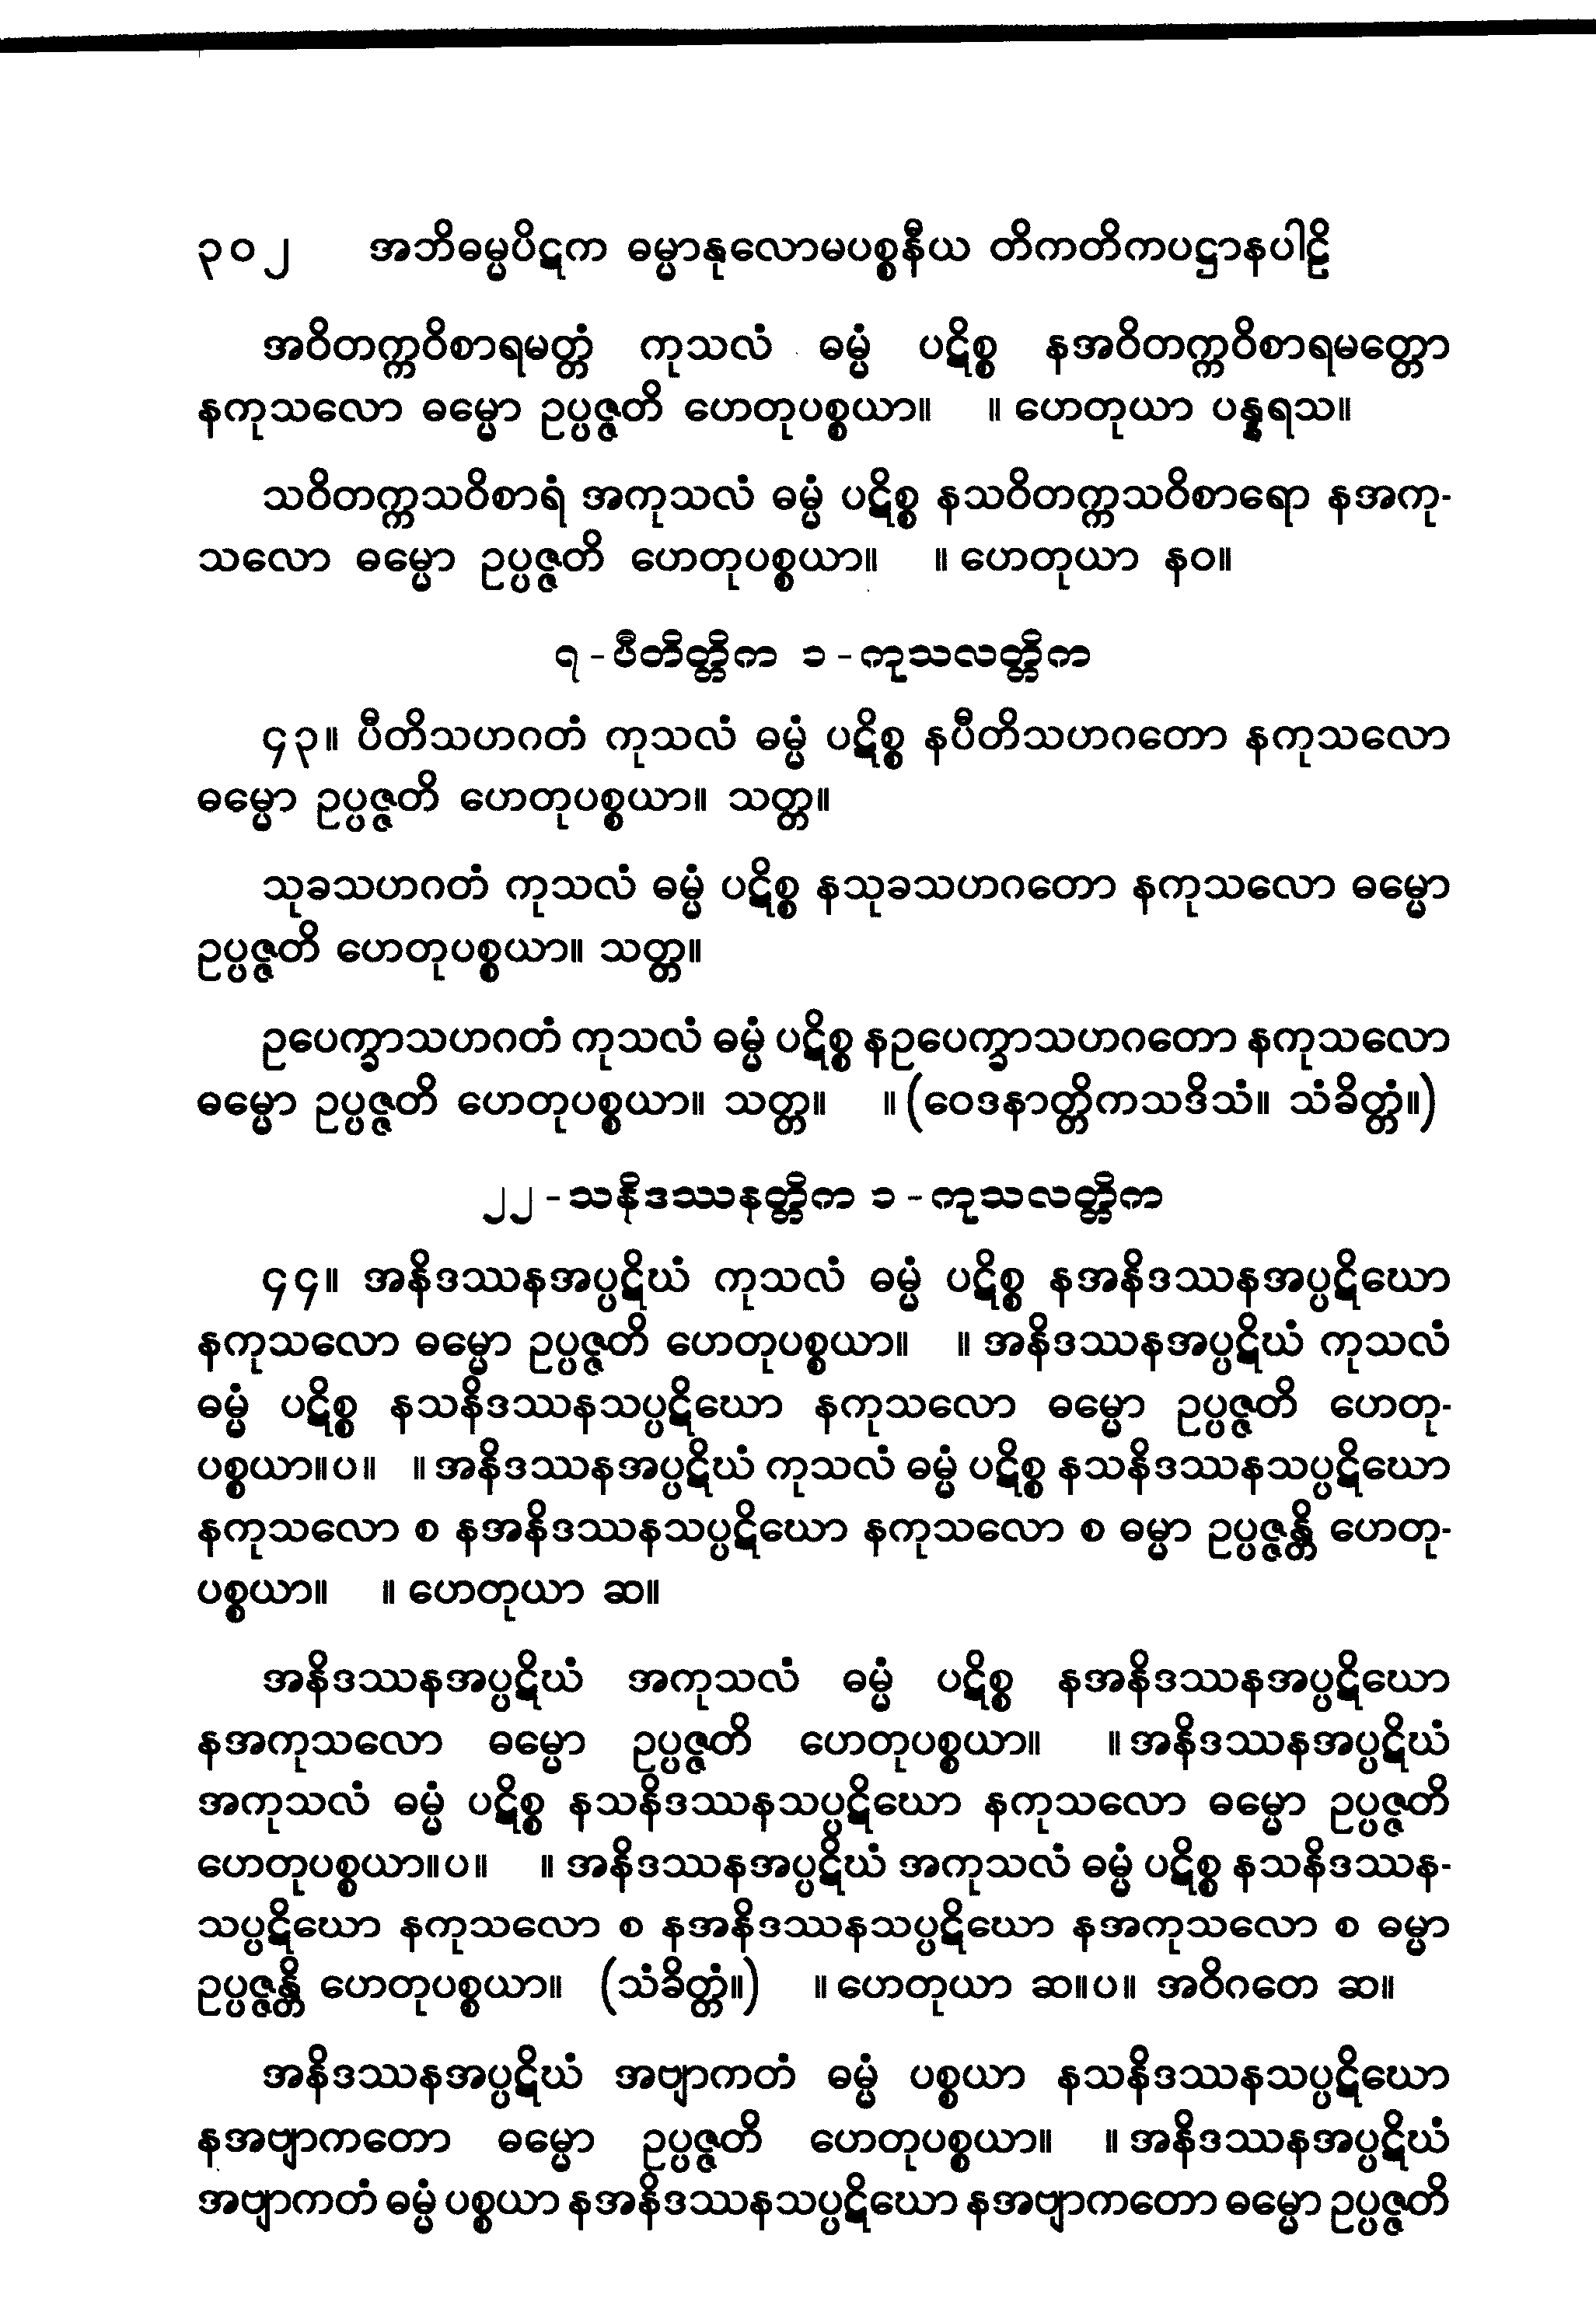 ၃၀၂ အဘိဓမ္မပိဋက ဓမ္မာနုလောမပစ္စနီယ တိကတိကပဋ္ဌာနပါဠိ
အဝိတက္ကဝိစာရမတ္တံ ကုသလံ ဓမ္မံ ပဋိစ္စ နအဝိတက္ကဝိစာရမတ္တော
နကုသလော ဓမ္မော ဥပ္ပဇ္ဇတိ ဟေတုပစ္စယာ။ ။ ဟေတုယာ ပန္နရသ။
သဝိတက္ကသဝိစာရံ အကုသလံ ဓမ္မံ ပဋိစ္စ နသဝိတက္ကသဝိစာရော နအကု-
သလော ဓမ္မော ဥပ္ပဇ္ဇတိ ဟေတုပစ္စယာ။ ။ ဟေတုယာ နဝ။
၇ - ပီတိတ္တိက ၁ - ကုသလတ္တိက
၄၃။ ပီတိသဟဂတံ ကုသလံ ဓမ္မံ ပဋိစ္စ နပီတိသဟဂတော နကုသလော
ဓမ္မော ဥပ္ပဇ္ဇတိ ဟေတုပစ္စယာ။ သတ္တ။
သုခသဟဂတံ ကုသလံ ဓမ္မံ ပဋိစ္စ နသုခသဟဂတော နကုသလော ဓမ္မော
ဥပ္ပဇ္ဇတိ ဟေတုပစ္စယာ။ သတ္တ။
ဥပေက္ခာသဟဂတံ ကုသလံ ဓမ္မံ ပဋိစ္စ နဥပေက္ခာသဟဂတော နကုသလော
ဓမ္မော ဥပ္ပဇ္ဇတိ ဟေတုပစ္စယာ။ သတ္တ။ ။ (ဝေဒနာတ္တိကသဒိသံ။ သံခိတ္တံ။)
၂၂ - သနိဒဿနတ္တိက ၁ - ကုသလတ္တိက
၄၄။ အနိဒဿနအပ္ပဋိဃံ ကုသလံ ဓမ္မံ ပဋိစ္စ နအနိဒဿနအပ္ပဋိဃော
နကုသလော ဓမ္မော ဥပ္ပဇ္ဇတိ ဟေတုပစ္စယာ။ ။ အနိဒဿနအပ္ပဋိဃံ ကုသလံ
ဓမ္မံ ပဋိစ္စ နသနိဒဿနသပ္ပဋိဃော နကုသလော ဓမ္မော ဥပ္ပဇ္ဇတိ ဟေတု-
ပစ္စယာ။ပ။ ။ အနိဒဿနအပ္ပဋိဃံ ကုသလံ ဓမ္မံ ပဋိစ္စ နသနိဒဿနသပ္ပဋိဃော
နကုသလော စ နအနိဒဿနသပ္ပဋိဃော နကုသလော စ ဓမ္မာ ဥပ္ပဇ္ဇန္တိ ဟေတု-
ပစ္စယာ။ ။ ဟေတုယာ ဆ။
အနိဒဿနအပ္ပဋိဃံ အကုသလံ ဓမ္မံ ပဋိစ္စ နအနိဒဿနအပ္ပဋိဃော
နအကုသလော ဓမ္မော ဥပ္ပဇ္ဇတိ ဟေတုပစ္စယာ။ ။ အနိဒဿနအပ္ပဋိဃံ
အကုသလံ ဓမ္မံ ပဋိစ္စ နသနိဒဿနသပ္ပဋိဃော နကုသလော ဓမ္မော ဥပ္ပဇ္ဇတိ
ဟေတုပစ္စယာ။ပ။ ။ အနိဒဿနအပ္ပဋိဃံ အကုသလံ ဓမ္မံ ပဋိစ္စ နသနိဒဿန-
သပ္ပဋိဃော နကုသလော စ နအနိဒဿနသပ္ပဋိဃော နအကုသလော စ ဓမ္မာ
ဥပ္ပဇ္ဇန္တိ ဟေတုပစ္စယာ။ (သံခိတ္တံ။) ။ ဟေတုယာ ဆ။ပ။ အဝိဂတေ ဆ။
အနိဒဿနအပ္ပဋိဃံ အဗျာကတံ ဓမ္မံ ပစ္စယာ နသနိဒဿနသပ္ပဋိဃော
နအဗျာကတော ဓမ္မော ဥပ္ပဇ္ဇတိ ဟေတုပစ္စယာ။ ။ အနိဒဿနအပ္ပဋိဃံ
အဗျာကတံ ဓမ္မံ ပစ္စယာ နအနိဒဿနသပ္ပဋိဃော နအဗျာကတော ဓမ္မော ဥပ္ပဇ္ဇတိ